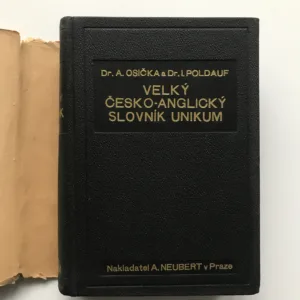 Dr. A. OSIČKA & Dr. I. POLDAUF
VELKÝ
ČESKO-ANGLICKÝ
SLOVNÍK UNIKUM
Nakladatel A. NEUBERT v Praze